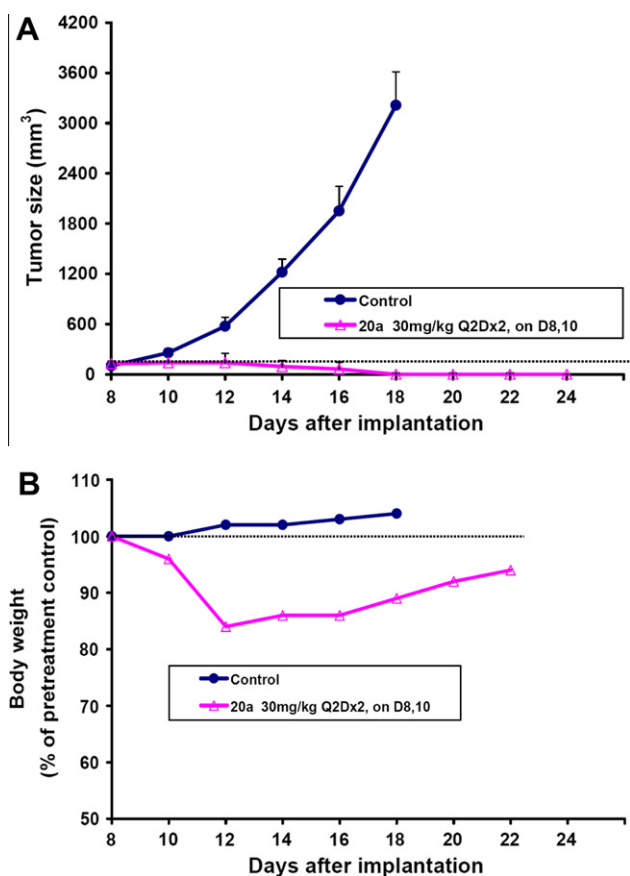 A
4200
3600
3000
2400
1800
1200
600
0
Tumor size (mm³)
Control
20a 30mg/kg Q2Dx2, on D8,10
8 10 12 14 16 18 20 22 24
Days after implantation
B
110
100
90
80
70
60
50
Body weight
(% of pretreatment control)
Control
20a 30mg/kg Q2Dx2, on D8,10
8 10 12 14 16 18 20 22 24
Days after implantation